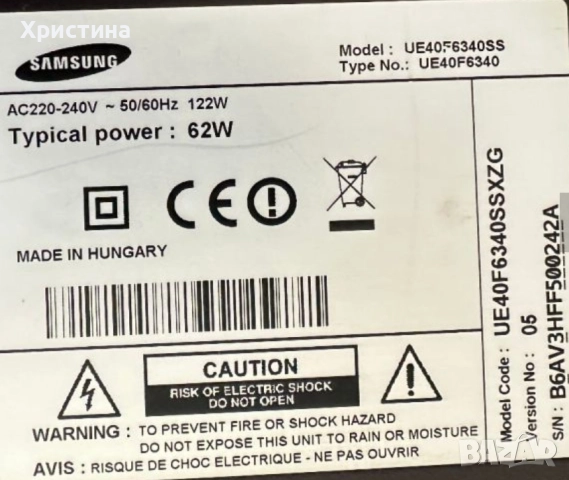 Христина
SAMSUNG
Model : UE40F6340SS
Type No.: UE40F6340
AC220-240V ~ 50/60Hz 122W
Typical power : 62W
MADE IN HUNGARY
CAUTION
RISK OF ELECTRIC SHOCK
DO NOT OPEN
WARNING : TO PREVENT FIRE OR SHOCK HAZARD
DO NOT EXPOSE THIS UNIT TO RAIN OR MOISTURE
AVIS : RISQUE DE CHOC ELECTRIQUE - NE PAS OUVRIR
Model Code : UE40F6340SSXZG
Version No : 05
S/N : B6AV3HFF500242A
BAZAR